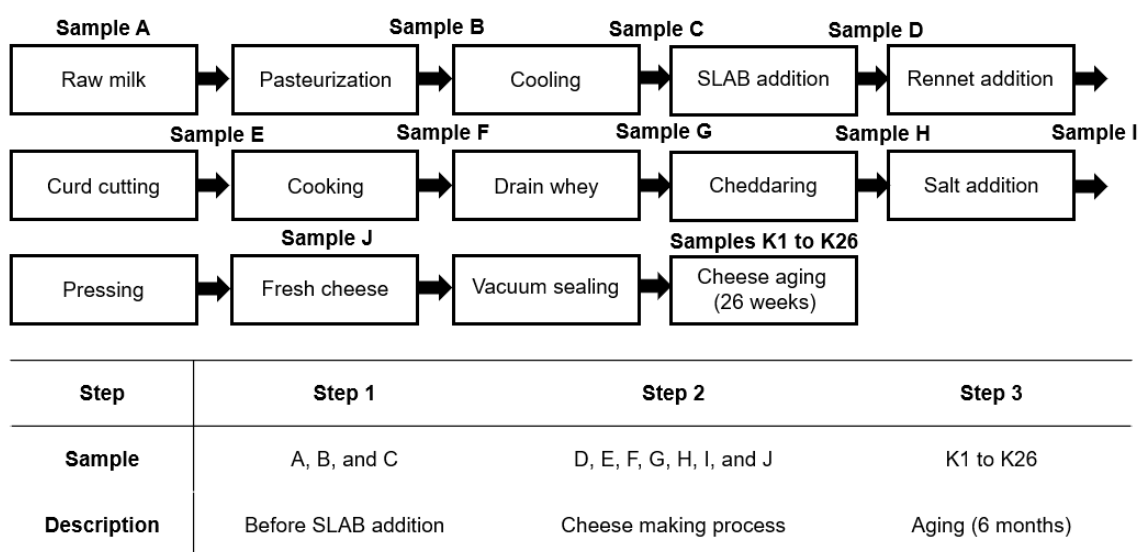 Sample A
Sample B
Sample C
Sample D
Raw milk
Pasteurization
Cooling
SLAB addition
Rennet addition
Sample E
Sample F
Sample G
Sample H
Sample I
Curd cutting
Cooking
Drain whey
Cheddaring
Salt addition
Sample J
Samples K1 to K26
Pressing
Fresh cheese
Vacuum sealing
Cheese aging
(26 weeks)
Step Step 1 Step 2 Step 3
Sample A, B, and C D, E, F, G, H, I, and J K1 to K26
Description Before SLAB addition Cheese making process Aging (6 months)